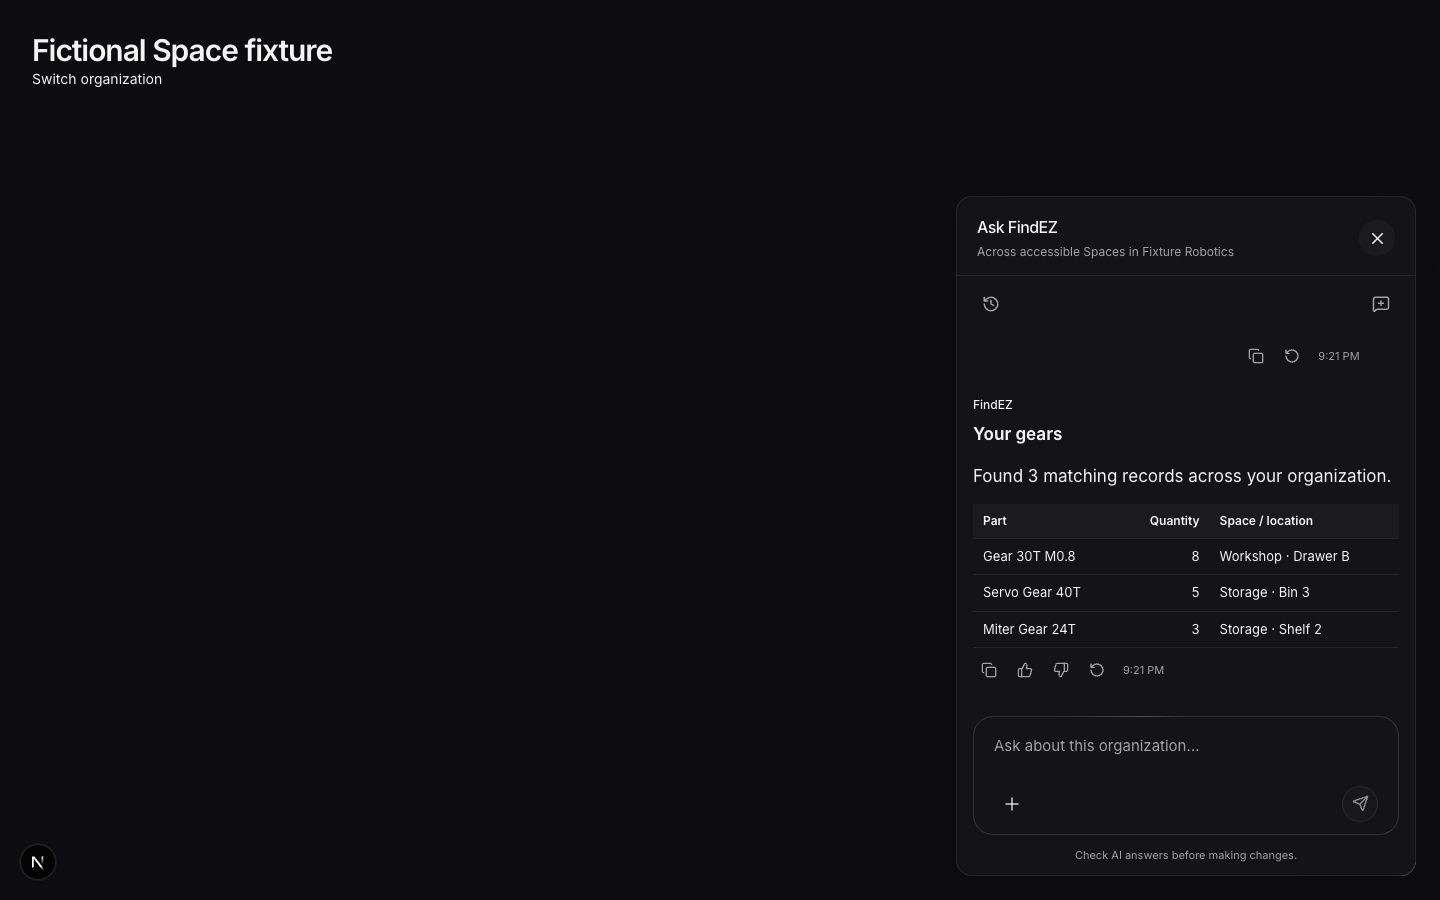 Fictional Space fixture
Switch organization
Ask FindEZ
Across accessible Spaces in Fixture Robotics
9:21 PM
FindEZ
Your gears
Found 3 matching records across your organization.
Part Quantity Space / location
Gear 30T M0.8 8 Workshop · Drawer B
Servo Gear 40T 5 Storage · Bin 3
Miter Gear 24T 3 Storage · Shelf 2
9:21 PM
Ask about this organization...
N
Check AI answers before making changes.